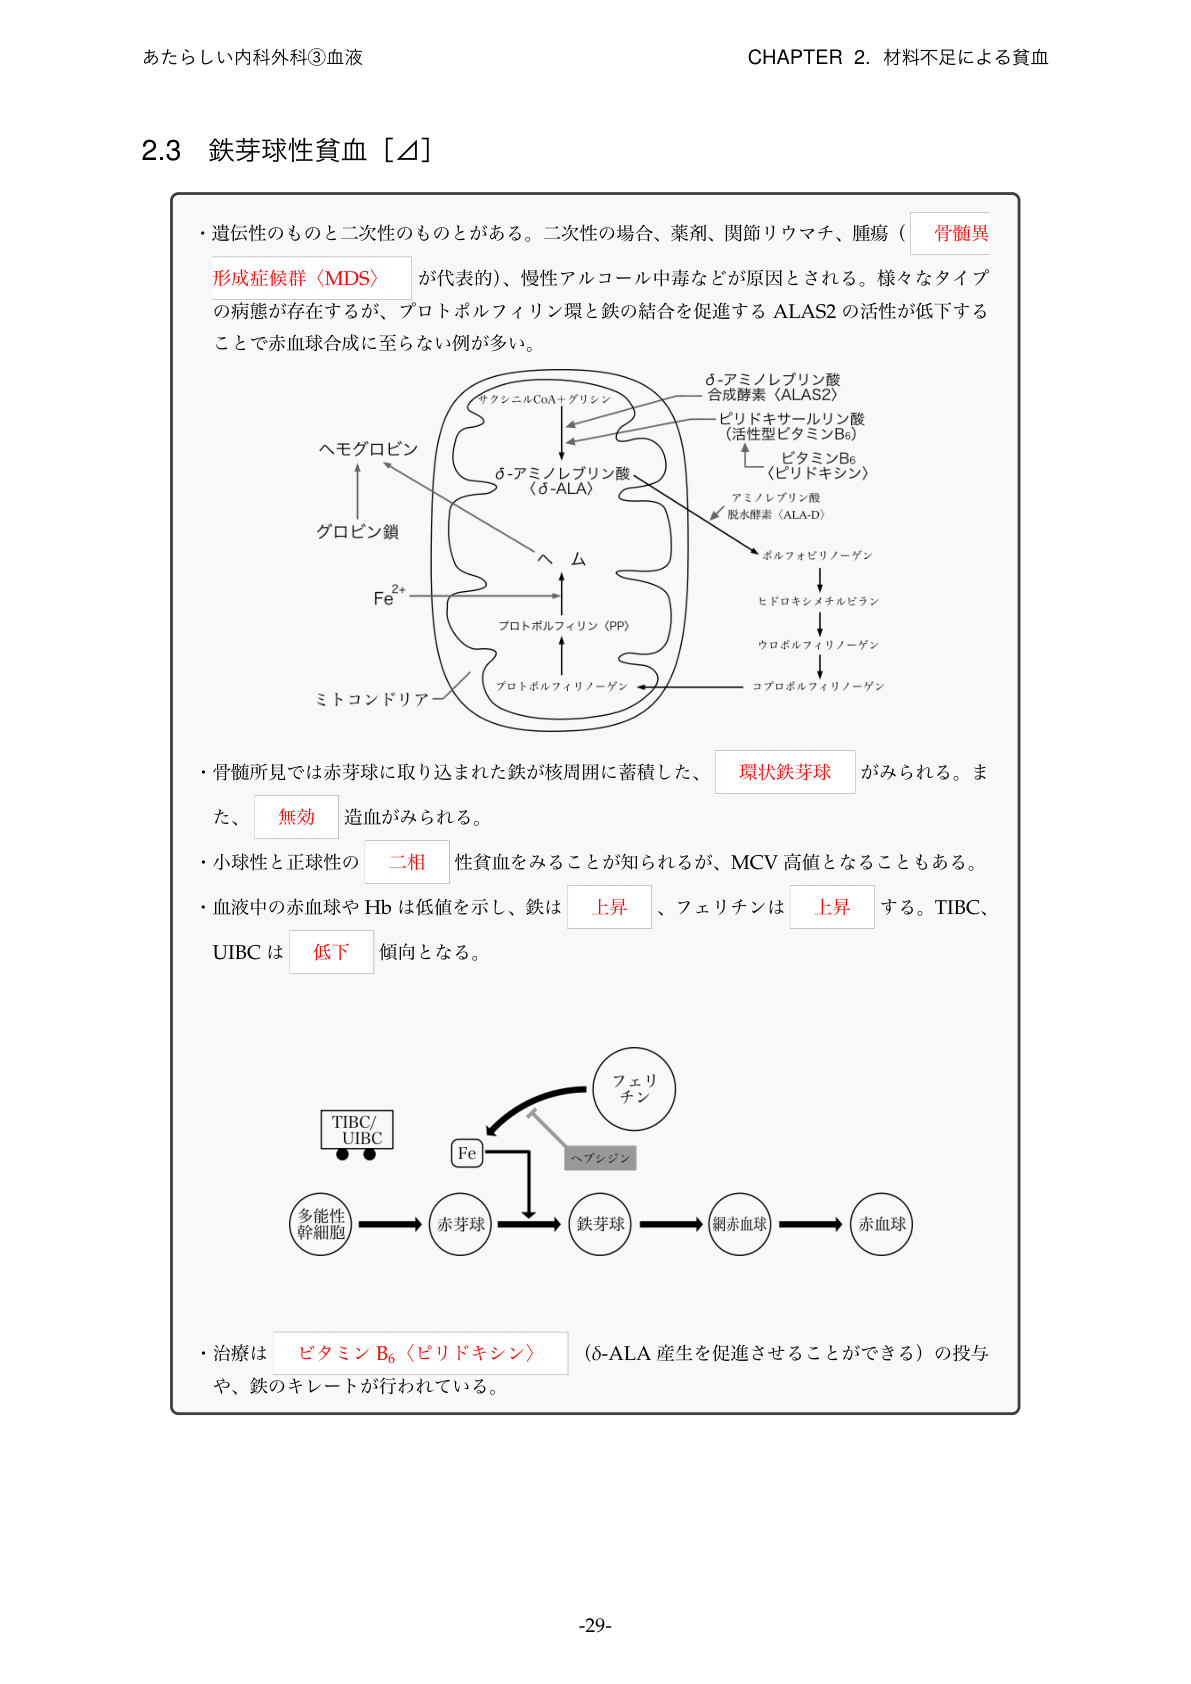 あたらしい内科外科③血液
CHAPTER 2. 材料不足による貧血
2.3 鉄芽球性貧血［⊿］
・遺伝性のものと二次性のものとがある。二次性の場合、薬剤、関節リウマチ、腫瘍（ 骨髄異
形成症候群〈MDS〉 が代表的）、慢性アルコール中毒などが原因とされる。様々なタイプ
の病態が存在するが、プロトポルフィリン環と鉄の結合を促進する ALAS2 の活性が低下する
ことで赤血球合成に至らない例が多い。
サクシニルCoA＋グリシン
δ-アミノレブリン酸
合成酵素〈ALAS2〉
ピリドキサールリン酸
（活性型ビタミンB₆）
ビタミンB₆
〈ピリドキシン〉
ヘモグロビン
δ-アミノレブリン酸
〈δ-ALA〉
アミノレブリン酸
脱水酵素〈ALA-D〉
グロビン鎖
ヘ ム
ポルフォビリノーゲン
Fe²⁺
ヒドロキシメチルビラン
プロトポルフィリン〈PP〉
ウロポルフィリノーゲン
プロトポルフィリノーゲン
コプロポルフィリノーゲン
ミトコンドリア
・骨髄所見では赤芽球に取り込まれた鉄が核周囲に蓄積した、 環状鉄芽球 がみられる。ま
た、 無効 造血がみられる。
・小球性と正球性の 二相 性貧血をみることが知られるが、MCV 高値となることもある。
・血液中の赤血球や Hb は低値を示し、鉄は 上昇 、フェリチンは 上昇 する。TIBC、
UIBC は 低下 傾向となる。
フェリ
チン
TIBC/
UIBC
Fe
ヘプシジン
多能性
幹細胞
赤芽球
鉄芽球
網赤血球
赤血球
・治療は ビタミン B₆〈ピリドキシン〉 （δ-ALA 産生を促進させることができる）の投与
や、鉄のキレートが行われている。
-29-